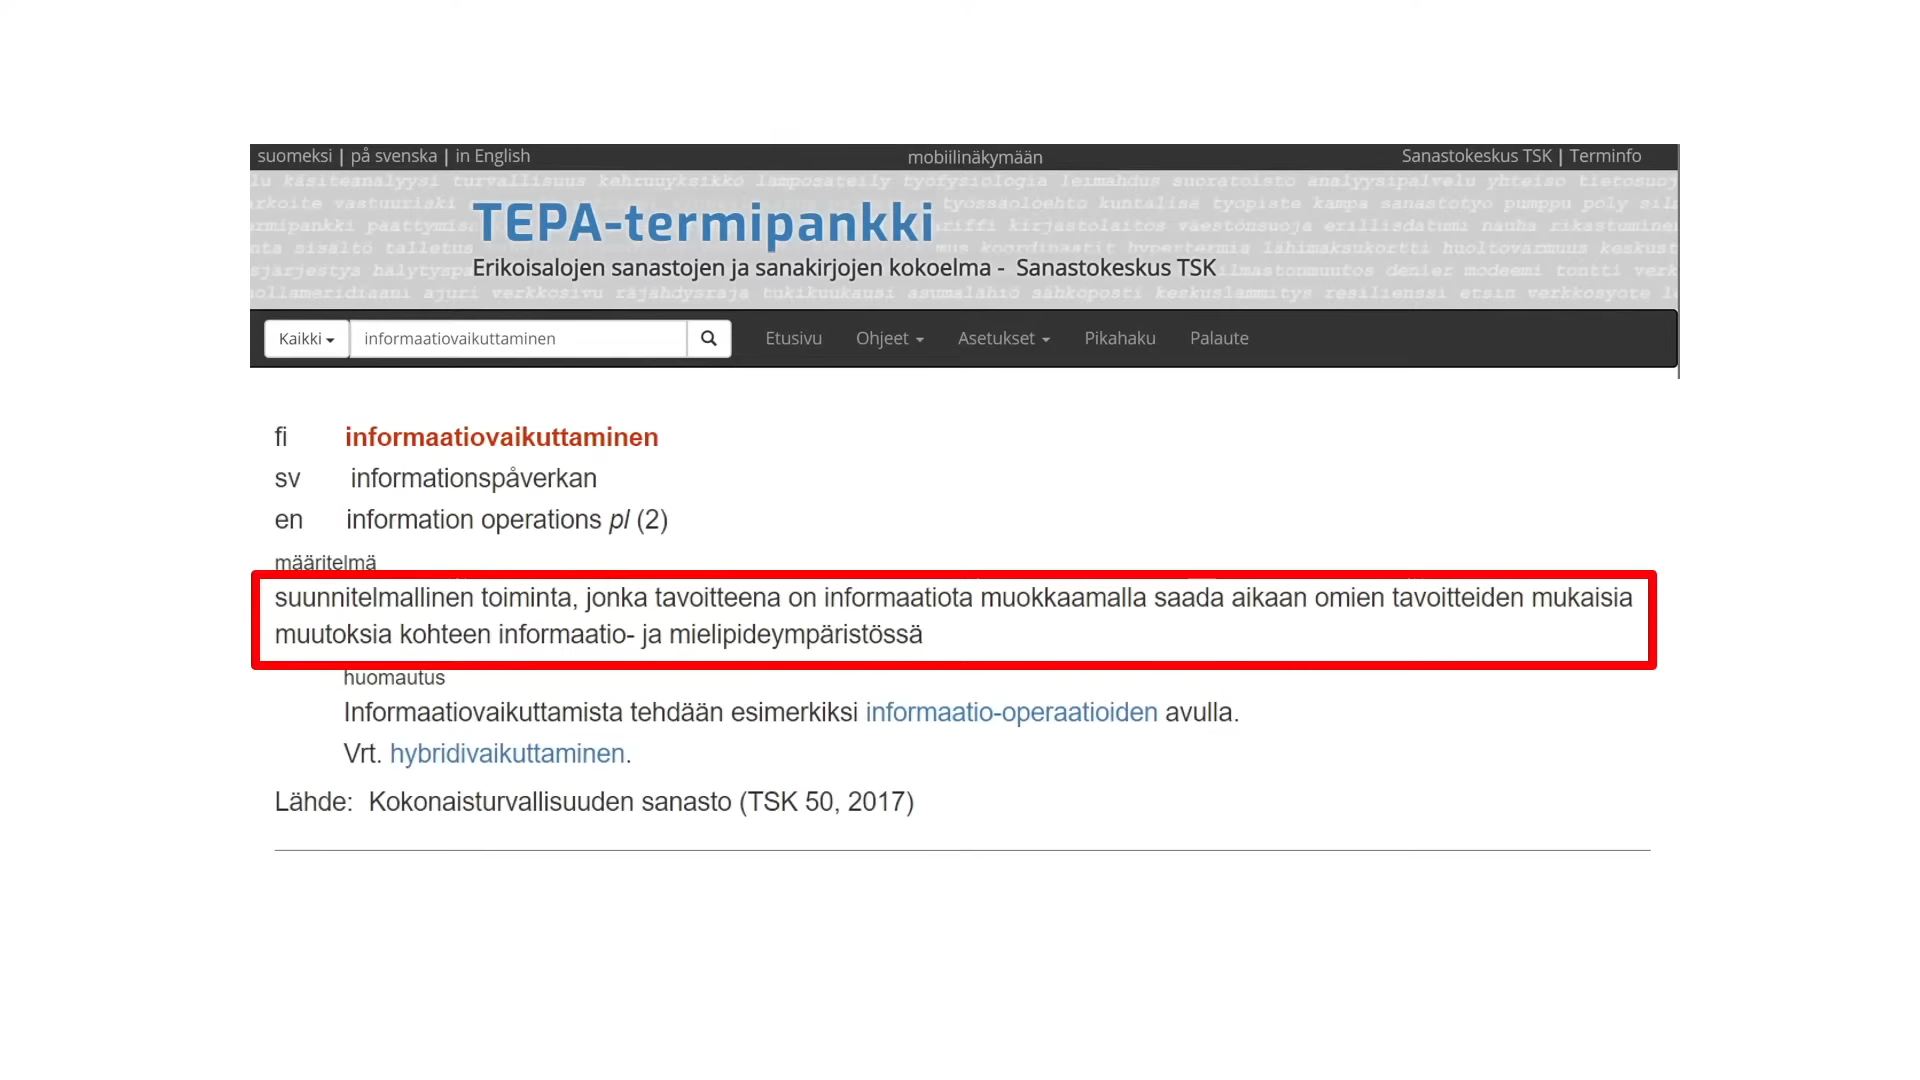 suomeksi | på svenska | in English mobiilinäkymään Sanastokeskus TSK | Terminfo
TEPA-termipankki
Erikoisalojen sanastojen ja sanakirjojen kokoelma - Sanastokeskus TSK
Kaikki informaatiovaikuttaminen Etusivu Ohjeet Asetukset Pikahaku Palaute
fi informaatiovaikuttaminen
sv informationspåverkan
en information operations pl (2)
määritelmä
suunnitelmallinen toiminta, jonka tavoitteena on informaatiota muokkaamalla saada aikaan omien tavoitteiden mukaisia
muutoksia kohteen informaatio- ja mielipideympäristössä
huomautus
Informaatiovaikuttamista tehdään esimerkiksi informaatio-operaatioiden avulla.
Vrt. hybridivaikuttaminen.
Lähde: Kokonaisturvallisuuden sanasto (TSK 50, 2017)